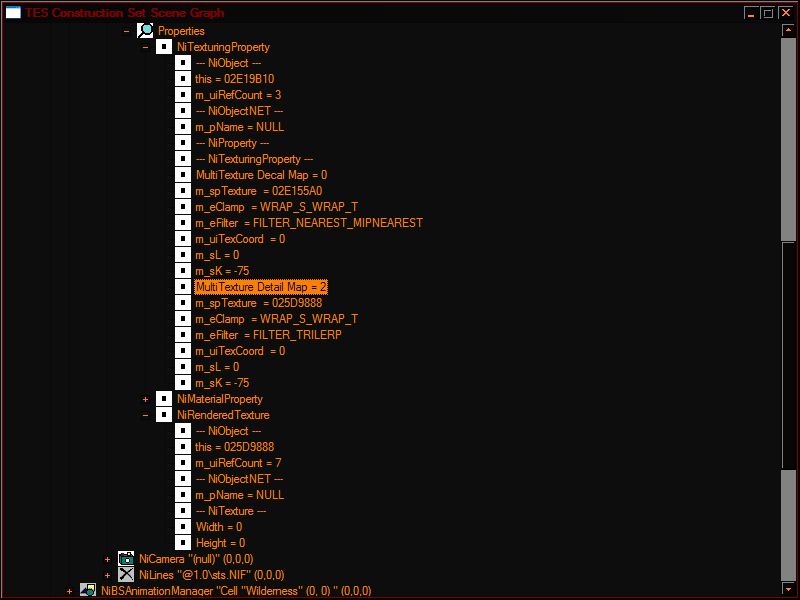 TES Construction Set Scene Graph
Properties
NiTexturingProperty
--- NiObject ---
this = 02E19B10
m_uiRefCount = 3
--- NiObjectNET ---
m_pName = NULL
--- NiProperty ---
--- NiTexturingProperty ---
MultiTexture Decal Map = 0
m_spTexture = 02E155A0
m_eClamp = WRAP_S_WRAP_T
m_eFilter = FILTER_NEAREST_MIPNEAREST
m_uiTexCoord = 0
m_sL = 0
m_sK = -75
MultiTexture Detail Map = 2
m_spTexture = 025D9888
m_eClamp = WRAP_S_WRAP_T
m_eFilter = FILTER_TRILERP
m_uiTexCoord = 0
m_sL = 0
m_sK = -75
NiMaterialProperty
NiRenderedTexture
--- NiObject ---
this = 025D9888
m_uiRefCount = 7
--- NiObjectNET ---
m_pName = NULL
--- NiTexture ---
Width = 0
Height = 0
NiCamera "(null)" (0,0,0)
NiLines "@1.0\sts.NIF" (0,0,0)
NiBSAnimationManager "Cell "Wilderness" (0, 0) " (0,0,0)